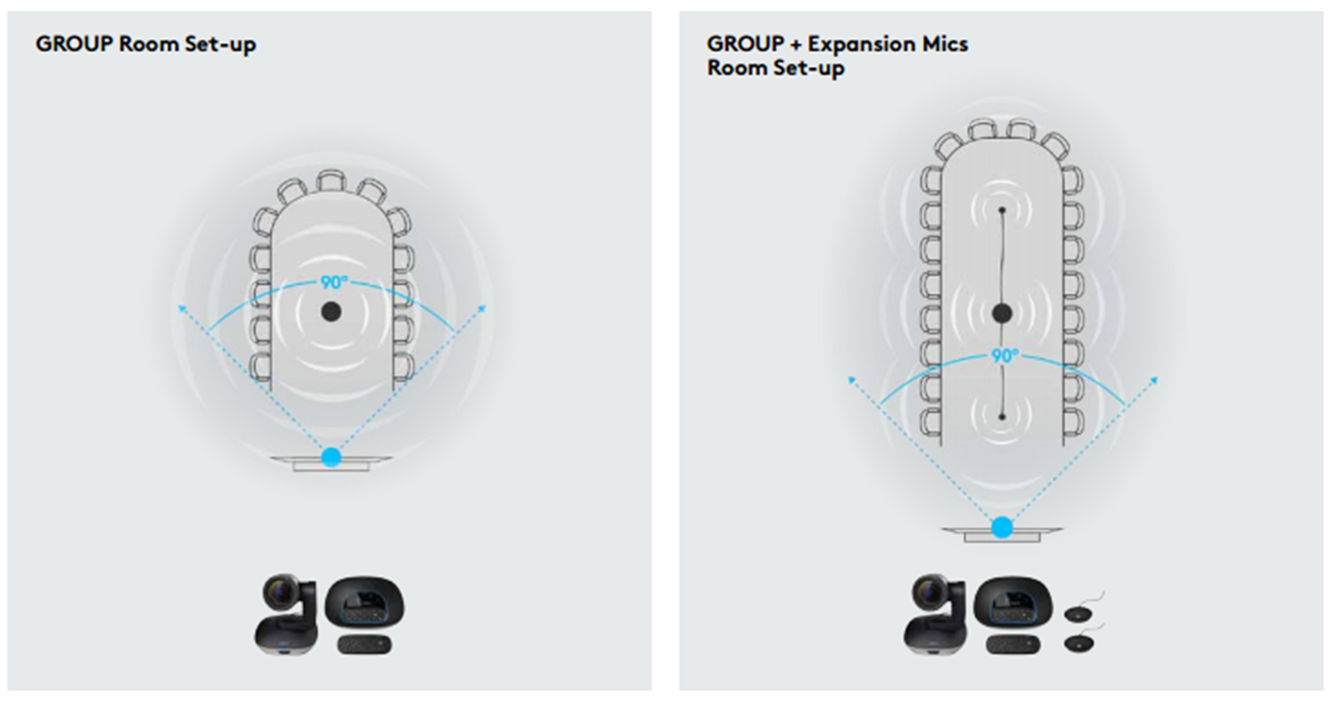 GROUP Room Set-up
90°
GROUP + Expansion Mics
Room Set-up
90°